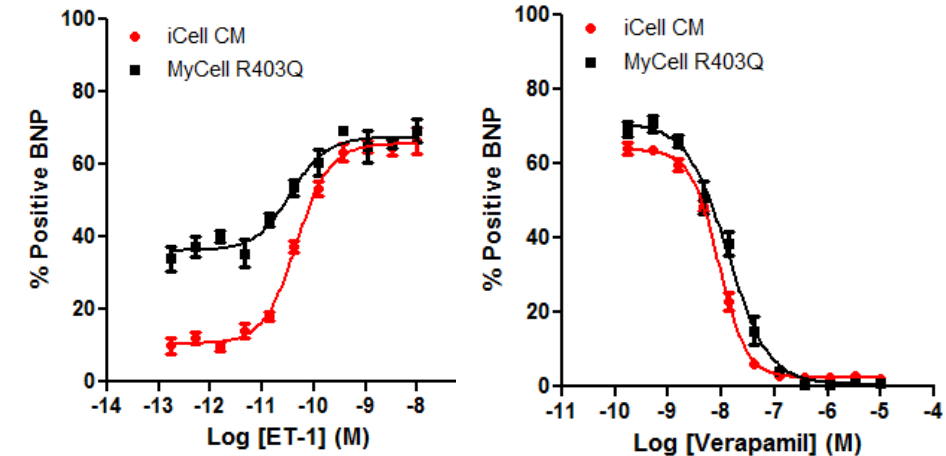 100
80
60
40
20
0
% Positive BNP
iCell CM
MyCell R403Q
-14 -13 -12 -11 -10 -9 -8
Log [ET-1] (M)
100
80
60
40
20
0
% Positive BNP
iCell CM
MyCell R403Q
-11 -10 -9 -8 -7 -6 -5 -4
Log [Verapamil] (M)